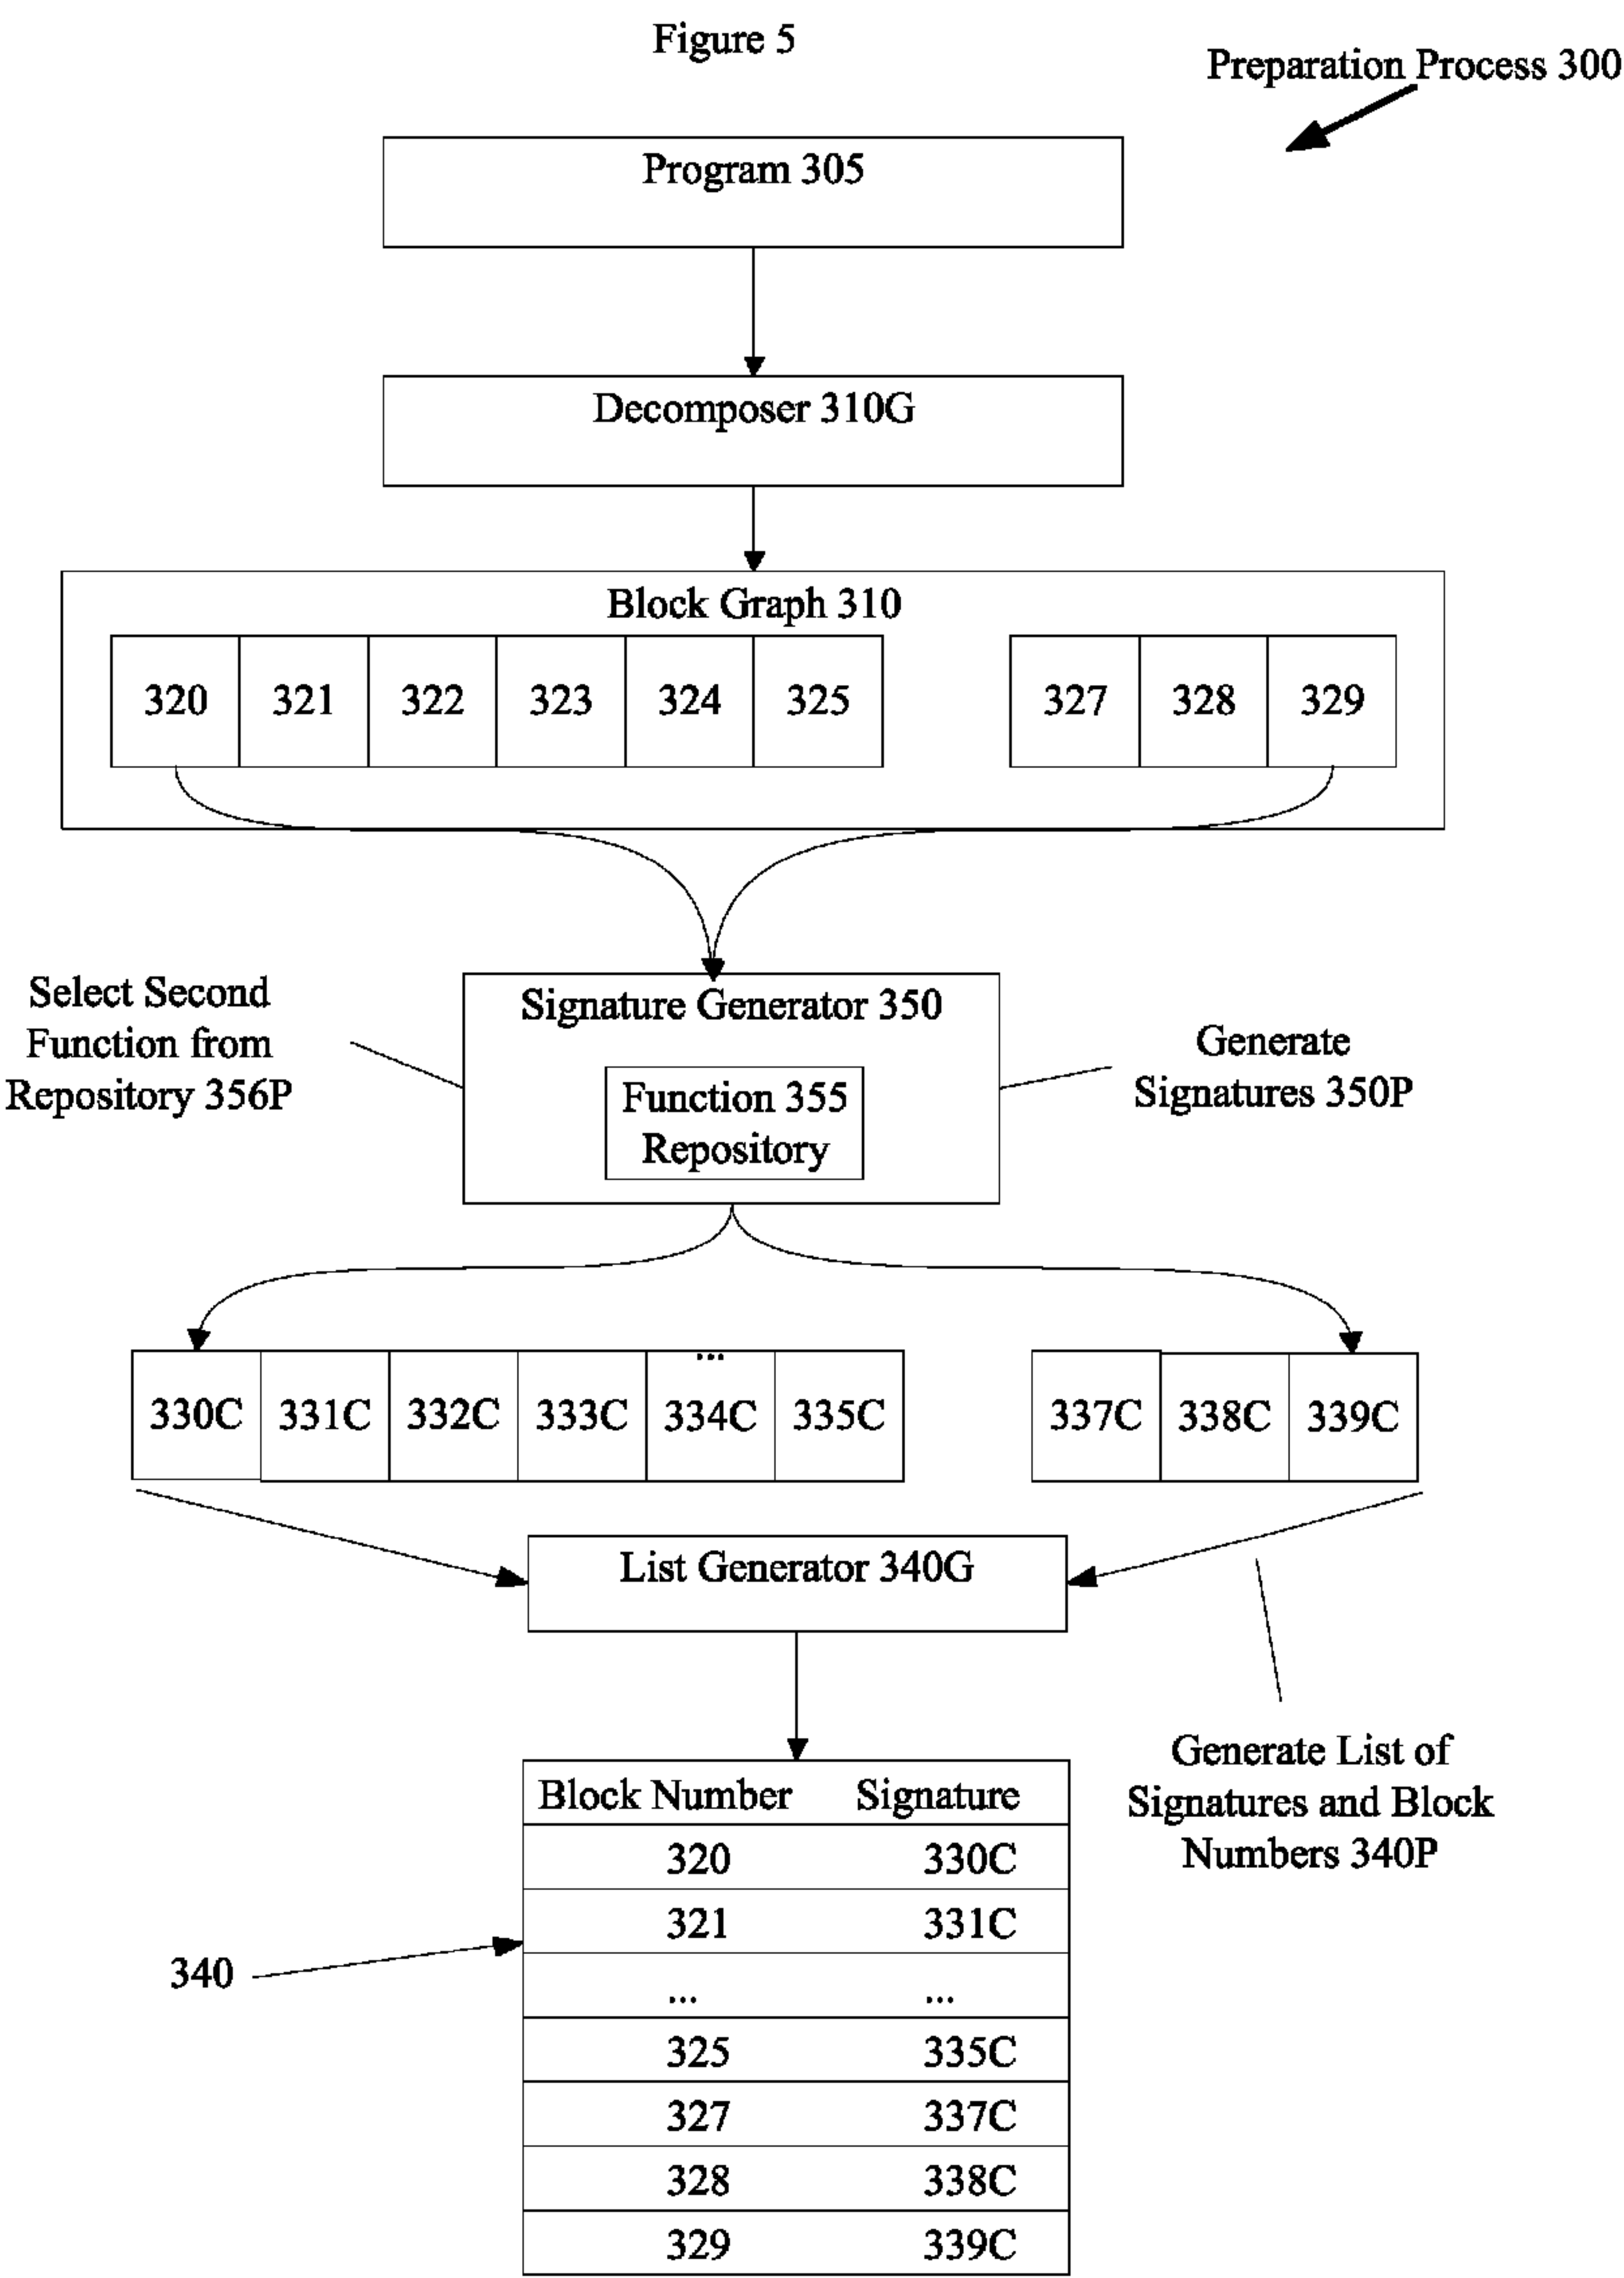 Figure 5
Preparation Process 300
Program 305
Decomposer 310G
Block Graph 310
320 321 322 323 324 325 327 328 329
Select Second
Function from
Repository 356P
Signature Generator 350
Function 355
Repository
Generate
Signatures 350P
...
330C 331C 332C 333C 334C 335C 337C 338C 339C
List Generator 340G
Generate List of
Signatures and Block
Numbers 340P
Block Number Signature
320 330C
321 331C
... ...
325 335C
327 337C
328 338C
329 339C
340